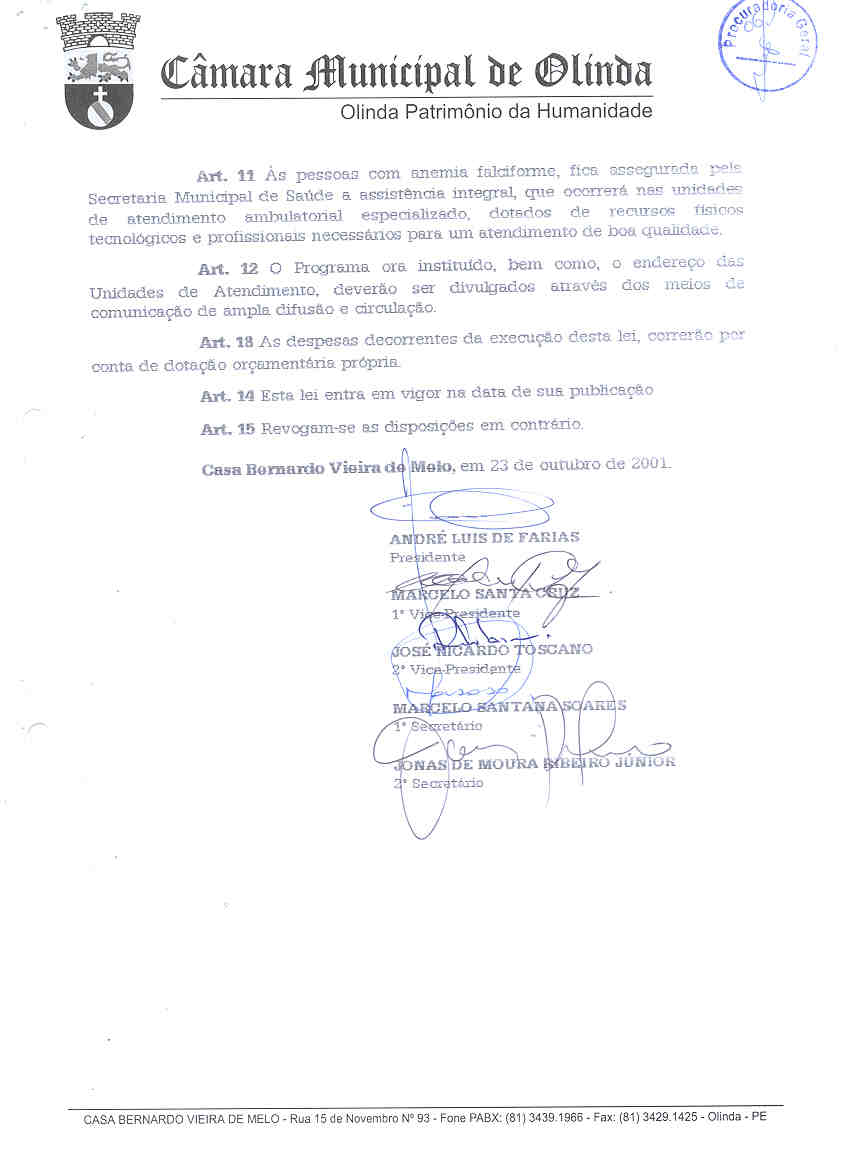 Procuradoria Geral
Câmara Municipal de Olinda
Olinda Patrimônio da Humanidade
Art. 11 Às pessoas com anemia falciforme, fica assegurada pela
Secretaria Municipal de Saúde a assistência integral, que ocorrerá nas unidades
de atendimento ambulatorial especializado, dotados de recursos físicos
tecnológicos e profissionais necessários para um atendimento de boa qualidade.
Art. 12 O Programa ora instituído, bem como, o endereço das
Unidades de Atendimento, deverão ser divulgados através dos meios de
comunicação de ampla difusão e circulação.
Art. 13 As despesas decorrentes da execução desta lei, correrão por
conta de dotação orçamentária própria.
Art. 14 Esta lei entra em vigor na data de sua publicação
Art. 15 Revogam-se as disposições em contrário.
Casa Bernardo Vieira de Melo, em 23 de outubro de 2001.
ANDRÉ LUIS DE FARIAS
Presidente
MARCELO SANTA CRUZ
1° Vice-Presidente
JOSÉ RICARDO TOSCANO
2° Vice-Presidente
MARCELO SANTANA SOARES
1° Secretário
JONAS DE MOURA RIBEIRO JÚNIOR
2° Secretário
CASA BERNARDO VIEIRA DE MELO - Rua 15 de Novembro Nº 93 - Fone PABX: (81) 3439.1966 - Fax: (81) 3429.1425 - Olinda - PE